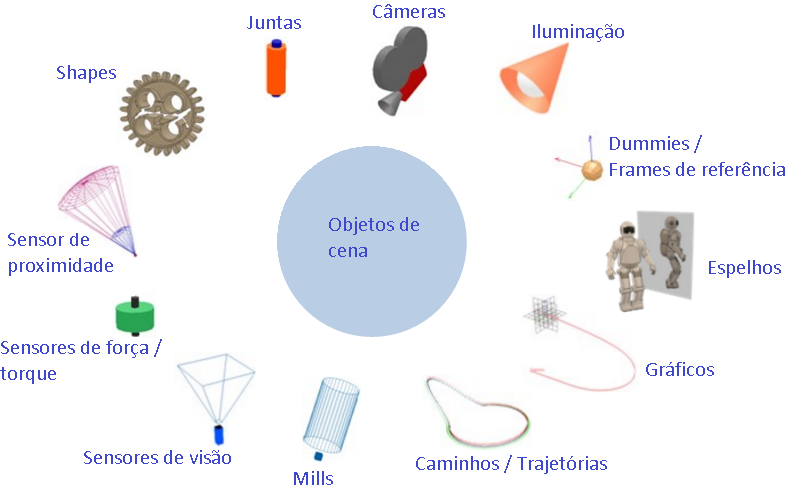 Câmeras
Juntas
Iluminação
Shapes
Dummies /
Frames de referência
Objetos de
cena
Sensor de
proximidade
Espelhos
Sensores de força /
torque
Gráficos
Sensores de visão
Caminhos / Trajetórias
Mills